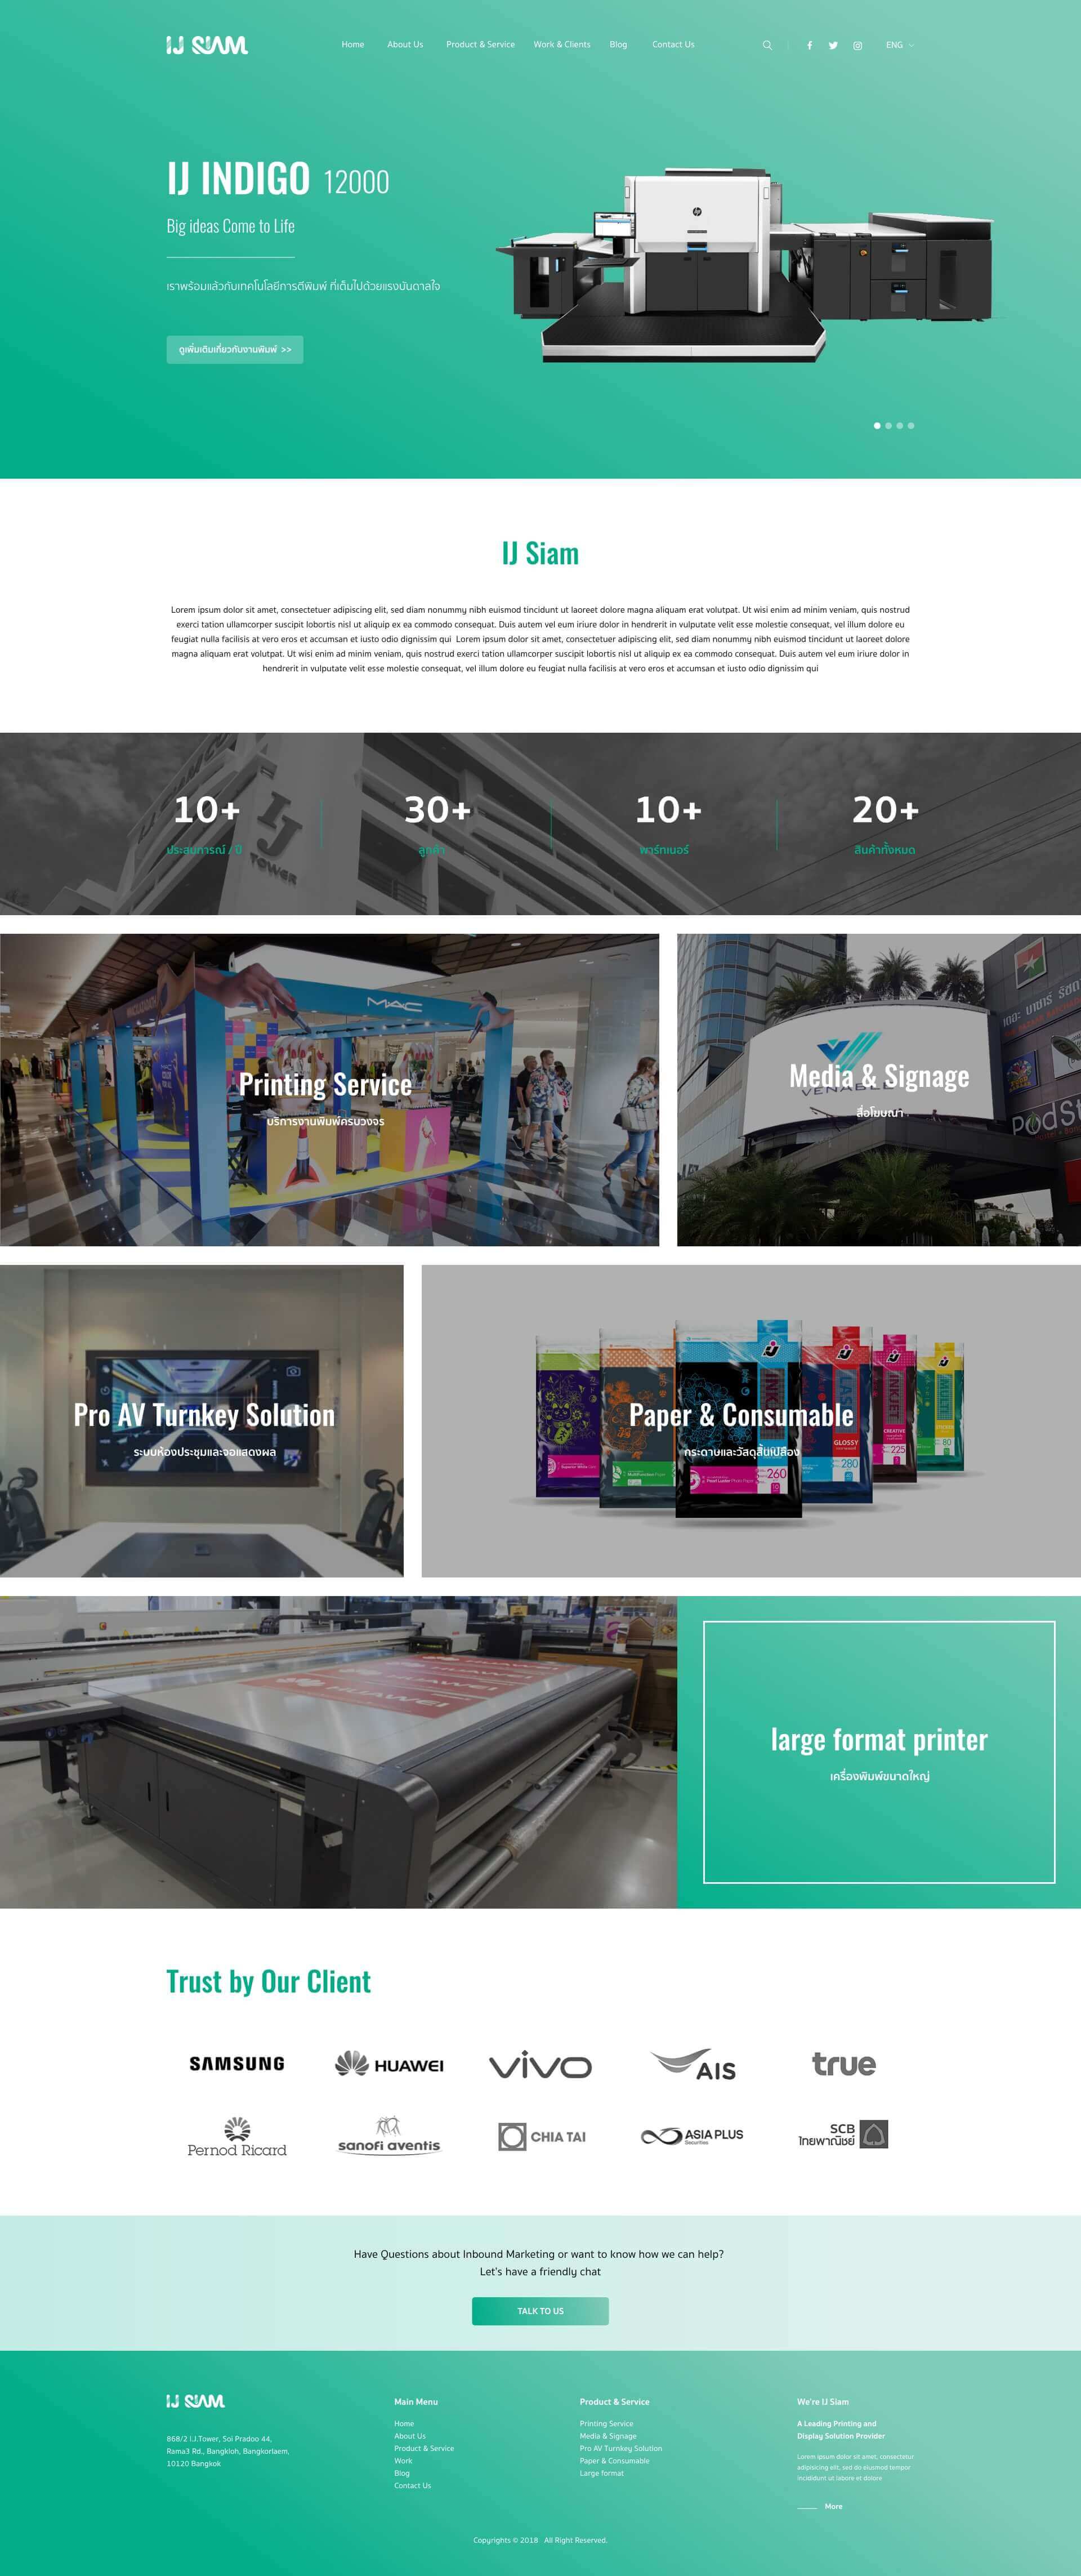 IJ SIAM
Home About Us Product & Service Work & Clients Blog Contact Us ENG
IJ INDIGO 12000
Big ideas Come to Life
เราพร้อมแล้วกับเทคโนโลยีการตีพิมพ์ ที่เต็มไปด้วยแรงบันดาลใจ
ดูเพิ่มเติมเกี่ยวกับงานพิมพ์ >>
IJ Siam
Lorem ipsum dolor sit amet, consectetuer adipiscing elit, sed diam nonummy nibh euismod tincidunt ut laoreet dolore magna aliquam erat volutpat. Ut wisi enim ad minim veniam, quis nostrud
exerci tation ullamcorper suscipit lobortis nisl ut aliquip ex ea commodo consequat. Duis autem vel eum iriure dolor in hendrerit in vulputate velit esse molestie consequat, vel illum dolore eu
feugiat nulla facilisis at vero eros et accumsan et iusto odio dignissim qui Lorem ipsum dolor sit amet, consectetuer adipiscing elit, sed diam nonummy nibh euismod tincidunt ut laoreet dolore
magna aliquam erat volutpat. Ut wisi enim ad minim veniam, quis nostrud exerci tation ullamcorper suscipit lobortis nisl ut aliquip ex ea commodo consequat. Duis autem vel eum iriure dolor in
hendrerit in vulputate velit esse molestie consequat, vel illum dolore eu feugiat nulla facilisis at vero eros et accumsan et iusto odio dignissim qui
10+ 30+ 10+ 20+
ประสบการณ์ / ปี ลูกค้า พาร์ทเนอร์ สินค้าทั้งหมด
IJ
TOWER
MAC
Printing Service
บริการงานพิมพ์ครบวงจร
Media & Signage
สื่อโฆษณา
VENABLE
PodSt
Pro AV Turnkey Solution
ระบบห้องประชุมและจอแสดงผล
Paper & Consumable
กระดาษและวัสดุสิ้นเปลือง
INKJET
GLOSSY
CREATIVE
260
280
225
80
HUAWEI
HUAWEI
large format printer
เครื่องพิมพ์ขนาดใหญ่
Trust by Our Client
SAMSUNG HUAWEI vivo AIS true
Pernod Ricard sanofi aventis CHIA TAI ASIA PLUS Securities SCB ไทยพาณิชย์
Have Questions about Inbound Marketing or want to know how we can help?
Let's have a friendly chat
TALK TO US
IJ SIAM
868/2 I.J.Tower, Soi Pradoo 44,
Rama3 Rd., Bangkloh, Bangkorlaem,
10120 Bangkok
Main Menu
Home
About Us
Product & Service
Work
Blog
Contact Us
Product & Service
Printing Service
Media & Signage
Pro AV Turnkey Solution
Paper & Consumable
Large format
We're IJ Siam
A Leading Printing and
Display Solution Provider
Lorem ipsum dolor sit amet, consectetur
adipisicing elit, sed do eiusmod tempor
incididunt ut labore et dolore
More
Copyrights © 2018 All Right Reserved.